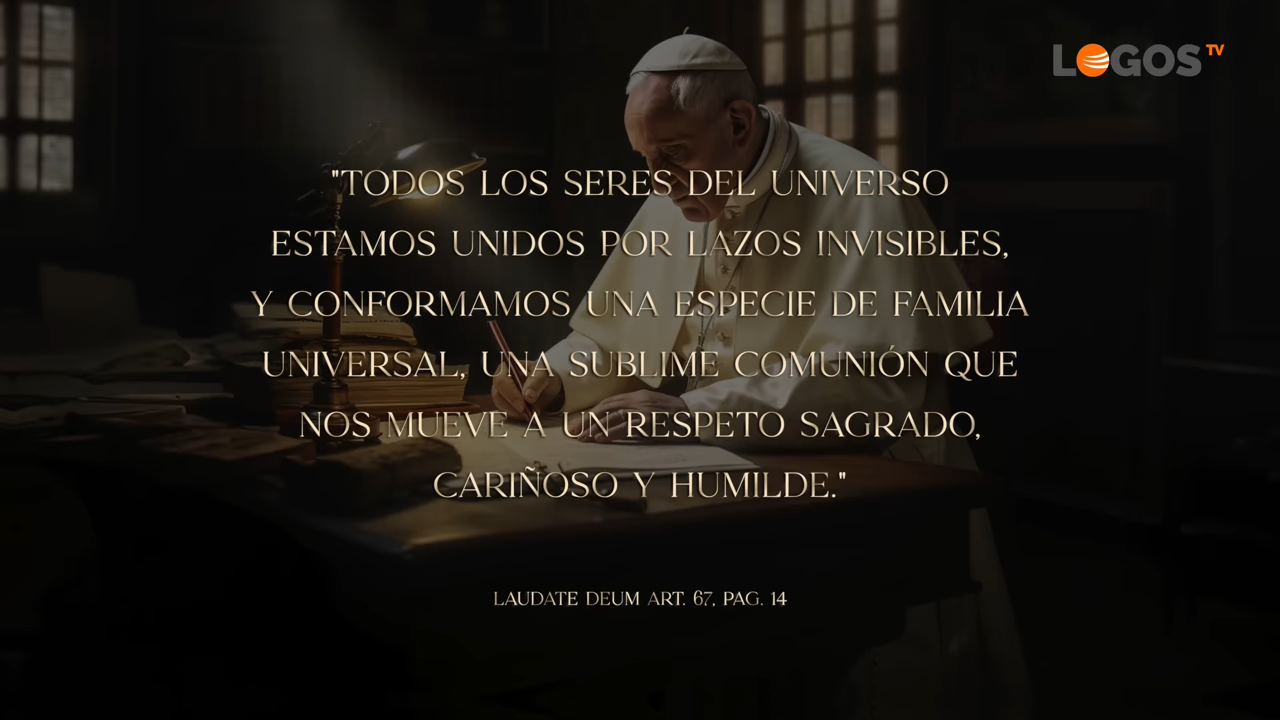 LOGOS TV
"TODOS LOS SERES DEL UNIVERSO
ESTAMOS UNIDOS POR LAZOS INVISIBLES,
Y CONFORMAMOS UNA ESPECIE DE FAMILIA
UNIVERSAL, UNA SUBLIME COMUNIÓN QUE
NOS MUEVE A UN RESPETO SAGRADO,
CARIÑOSO Y HUMILDE."
LAUDATE DEUM ART. 67, PAG. 14